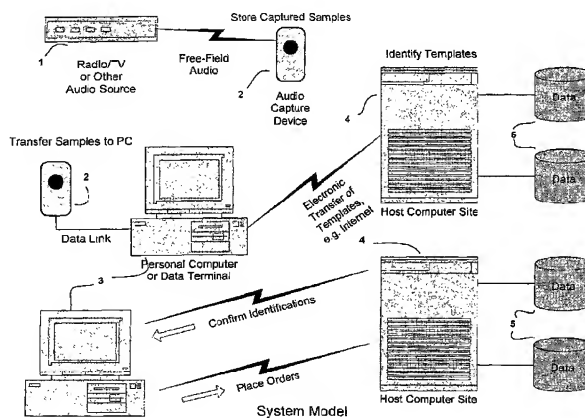 Store Captured Samples
1
Radio/TV
or Other
Audio Source
Free-Field
Audio
2
Audio
Capture
Device
Identify Templates
4
Data
5
Data
Host Computer Site
Transfer Samples to PC
2
Data Link
Personal Computer
or Data Terminal
3
Electronic
Transfer of
Templates,
e.g. Internet
4
Data
5
Data
Host Computer Site
Confirm Identifications
Place Orders
System Model